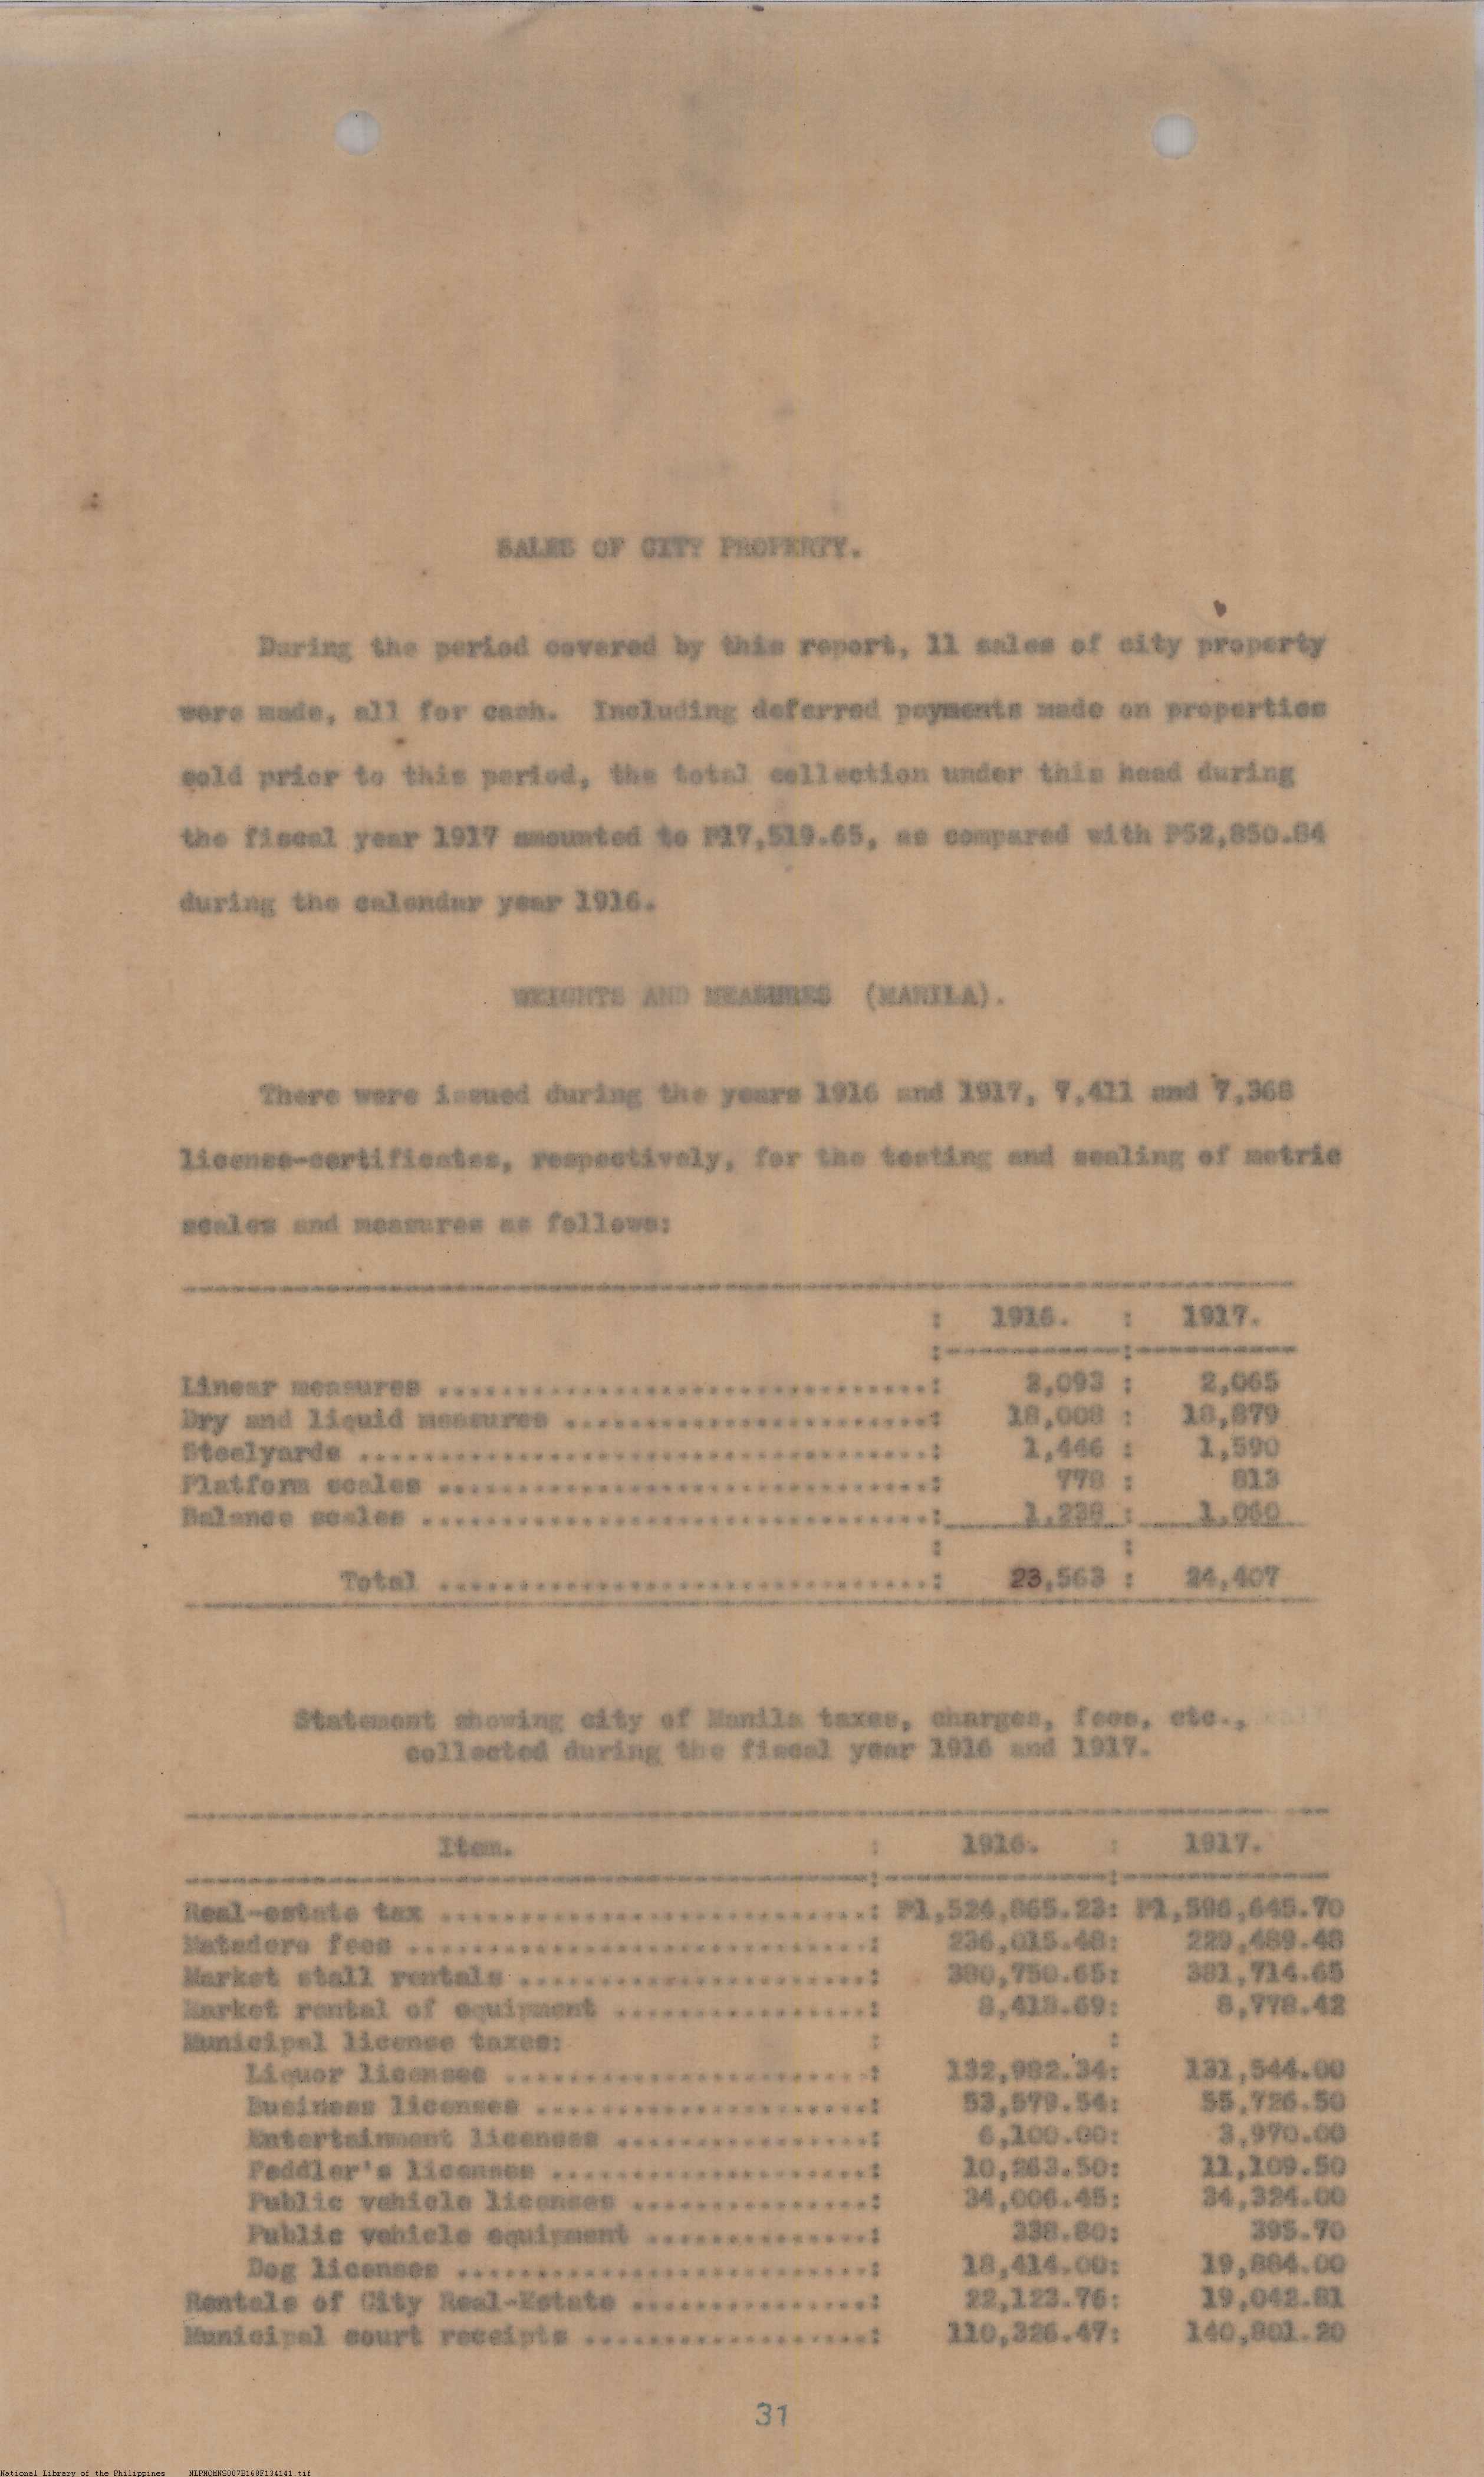 SALES OF CITY PROPERTY.
During the period covered by this report, 11 sales of city property
were made, all for cash. Including deferred payments made on properties
sold prior to this period, the total collection under this head during
the fiscal year 1917 amounted to ₱17,519.65, as compared with ₱52,850.84
during the calendar year 1916.
WEIGHTS AND MEASURES (MANILA).
There were issued during the years 1916 and 1917, 7,411 and 7,368
license-certificates, respectively, for the testing and sealing of metric
scales and measures as follows:
: 1916. : 1917.
Linear measures ...............................: 2,093 : 2,065
Dry and liquid measures .......................: 18,008 : 18,879
Steelyards ....................................: 1,446 : 1,590
Platform scales ...............................: 778 : 813
Balance scales ................................: 1,238 : 1,060
Total ...............................: 23,563 : 24,407
Statement showing city of Manila taxes, charges, fees, etc.,
collected during the fiscal year 1916 and 1917.
Item. : 1916. : 1917.
Real-estate tax ...........................: ₱1,524,865.23: ₱1,596,645.70
Matadero fees .............................: 236,015.48: 229,489.48
Market stall rentals ......................: 380,750.65: 381,714.65
Market rental of equipment ................: 8,418.69: 8,778.42
Municipal license taxes: : :
Liquor licenses .......................: 132,982.34: 131,544.00
Business licenses .....................: 53,579.54: 55,726.50
Entertainment licenses ................: 6,100.00: 3,970.00
Peddler's licenses ....................: 10,263.50: 11,109.50
Public vehicle licenses ...............: 34,006.45: 34,324.00
Public vehicle equipment ..............: 338.80: 395.70
Dog licenses ..........................: 18,414.00: 19,884.00
Rentals of City Real-Estate ...............: 22,123.76: 19,042.81
Municipal court receipts ..................: 110,326.47: 140,801.20
31
National Library of the Philippines NLPMQMNS007B168F134141.tif